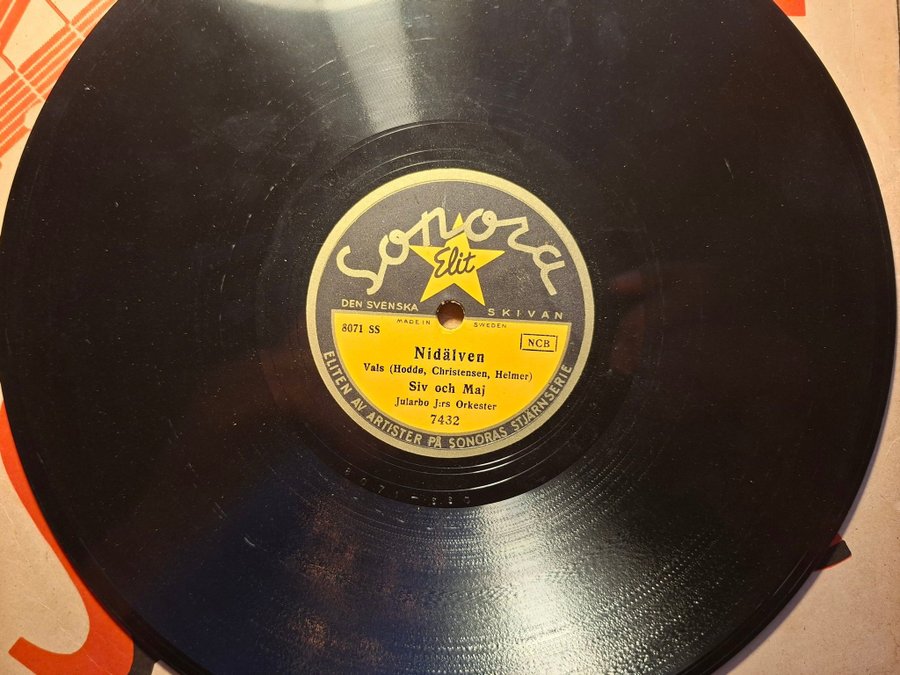 Sonora
Elit
DEN SVENSKA SKIVAN
MADE IN SWEDEN
8071 SS
NCB
Nidälven
Vals (Hoddø, Christensen, Helmer)
Siv och Maj
Jularbo J:rs Orkester
7432
ELITEN AV ARTISTER PÅ SONORAS STJÄRNSERIE